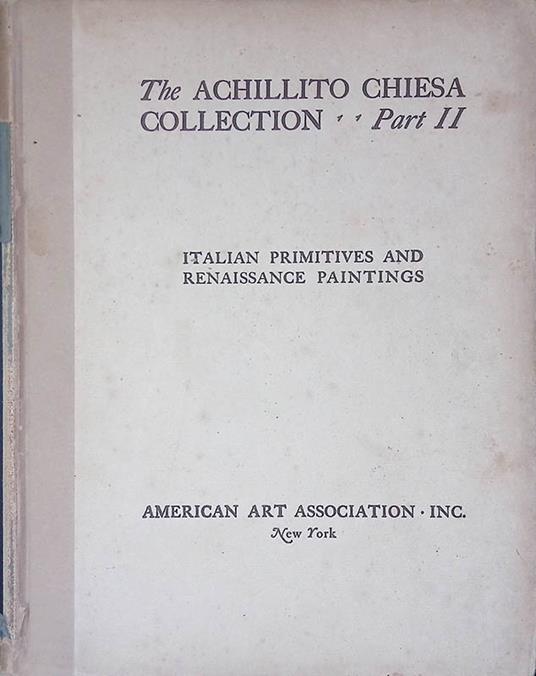 The ACHILLITO CHIESA
COLLECTION ′ ′ Part II
ITALIAN PRIMITIVES AND
RENAISSANCE PAINTINGS
AMERICAN ART ASSOCIATION · INC.
New York